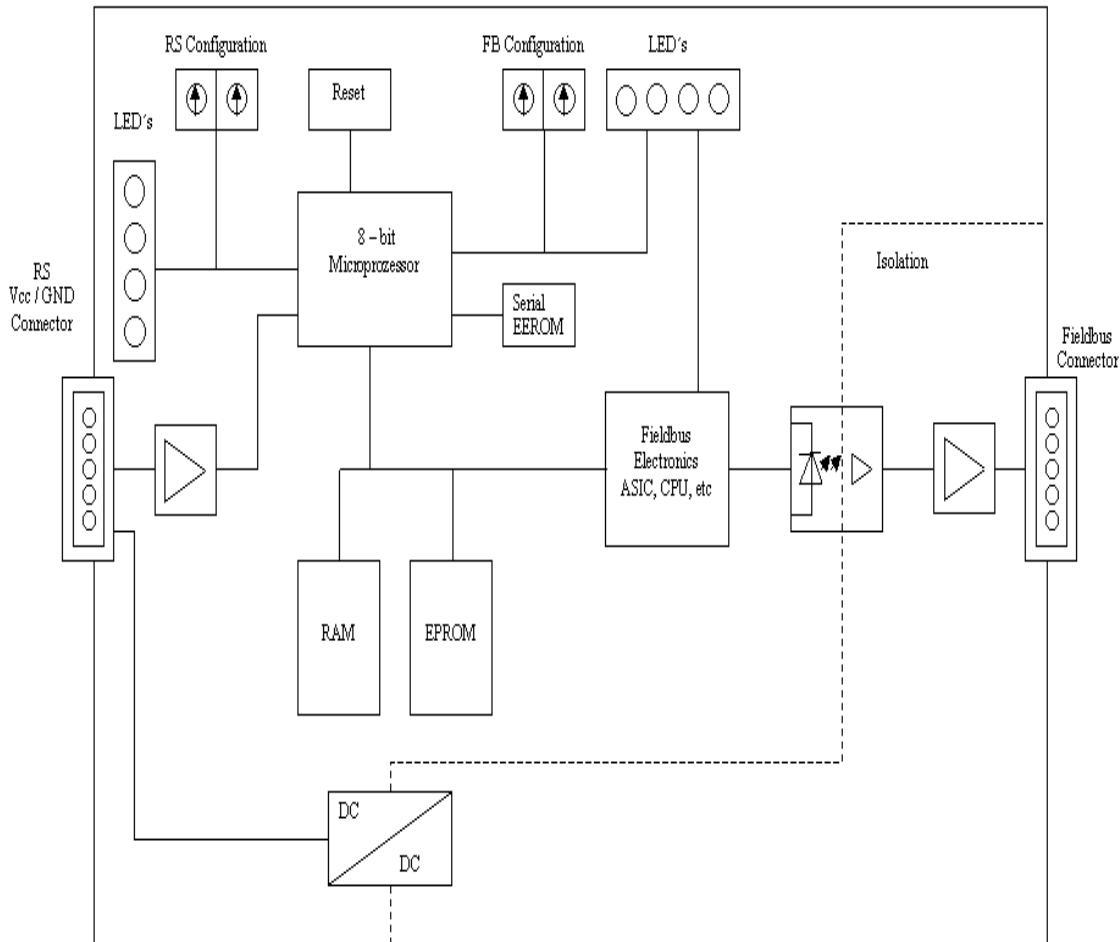 RS Configuration
FB Configuration
LED´s
Reset
LED´s
8 – bit
Microprozessor
Isolation
RS
Vcc / GND
Connector
Serial
EEROM
Fieldbus
Connector
Fieldbus
Electronics
ASIC, CPU, etc
RAM
EPROM
DC
DC